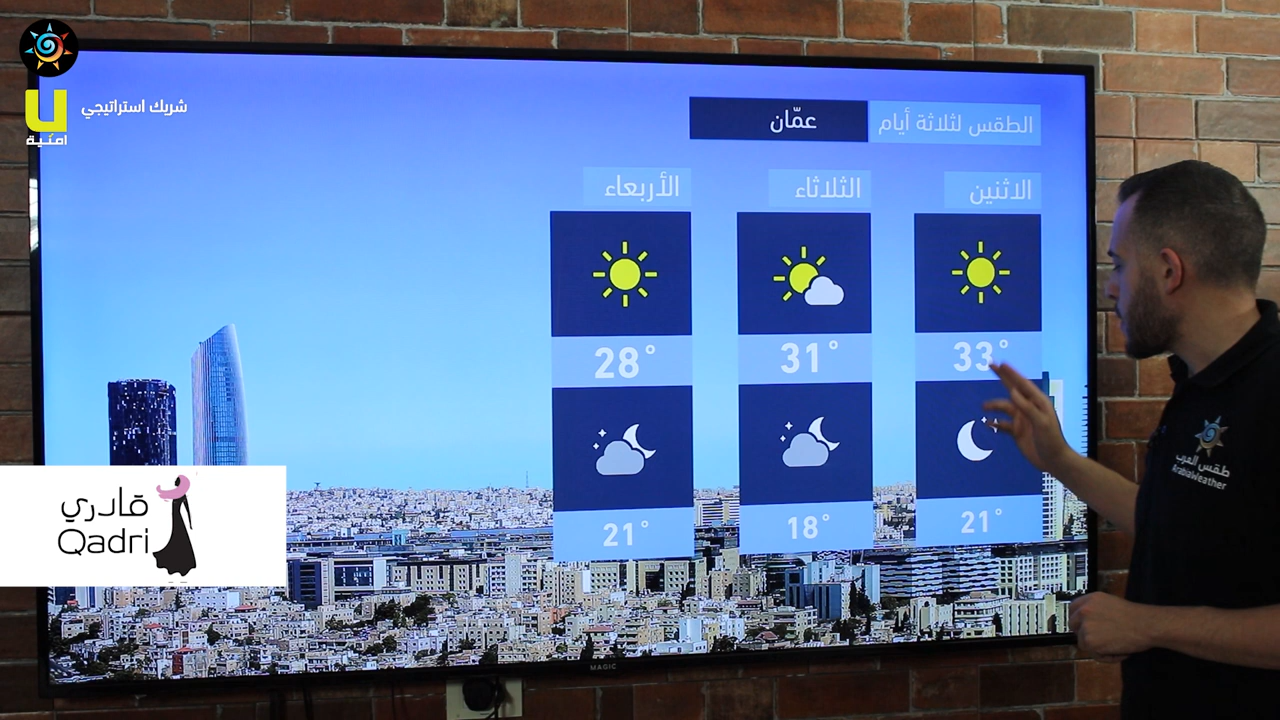 شريك استراتيجي
امنية
الطقس لثلاثة أيام
عمّان
الاثنين
الثلاثاء
الأربعاء
33°
31°
28°
21°
18°
21°
طقس العرب
ArabiaWeather
قادري
Qadri
MAGIC